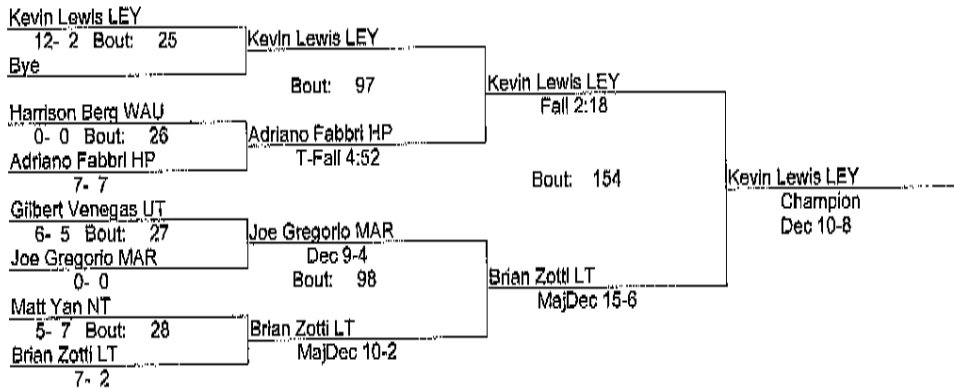 Kevin Lewis LEY
12- 2 Bout: 25
Kevin Lewis LEY
Bye
Bout: 97
Kevin Lewis LEY
Fall 2:18
Harrison Berg WAU
0- 0 Bout: 26
Adriano Fabbri HP
T-Fall 4:52
Adriano Fabbri HP
7- 7
Bout: 154
Kevin Lewis LEY
Champion
Dec 10-8
Gilbert Venegas UT
6- 5 Bout: 27
Joe Gregorio MAR
Dec 9-4
Joe Gregorio MAR
0- 0
Bout: 98
Brian Zotti LT
MajDec 15-6
Matt Yan NT
5- 7 Bout: 28
Brian Zotti LT
MajDec 10-2
Brian Zotti LT
7- 2